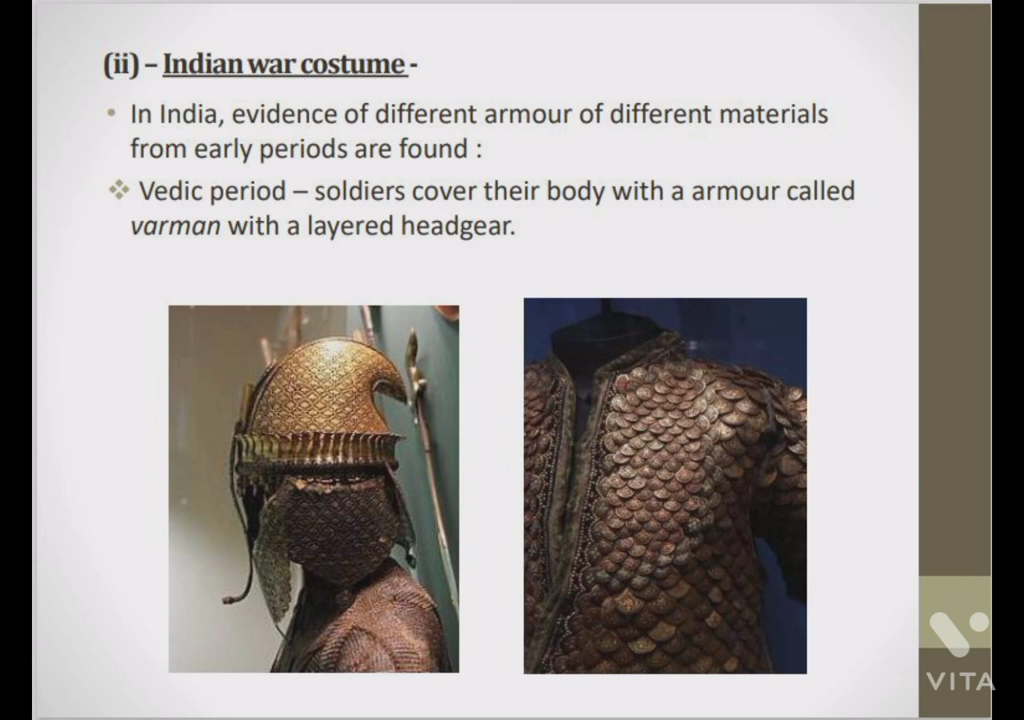 (ii) – Indian war costume -
• In India, evidence of different armour of different materials
from early periods are found :
❖ Vedic period – soldiers cover their body with a armour called
varman with a layered headgear.
VITA